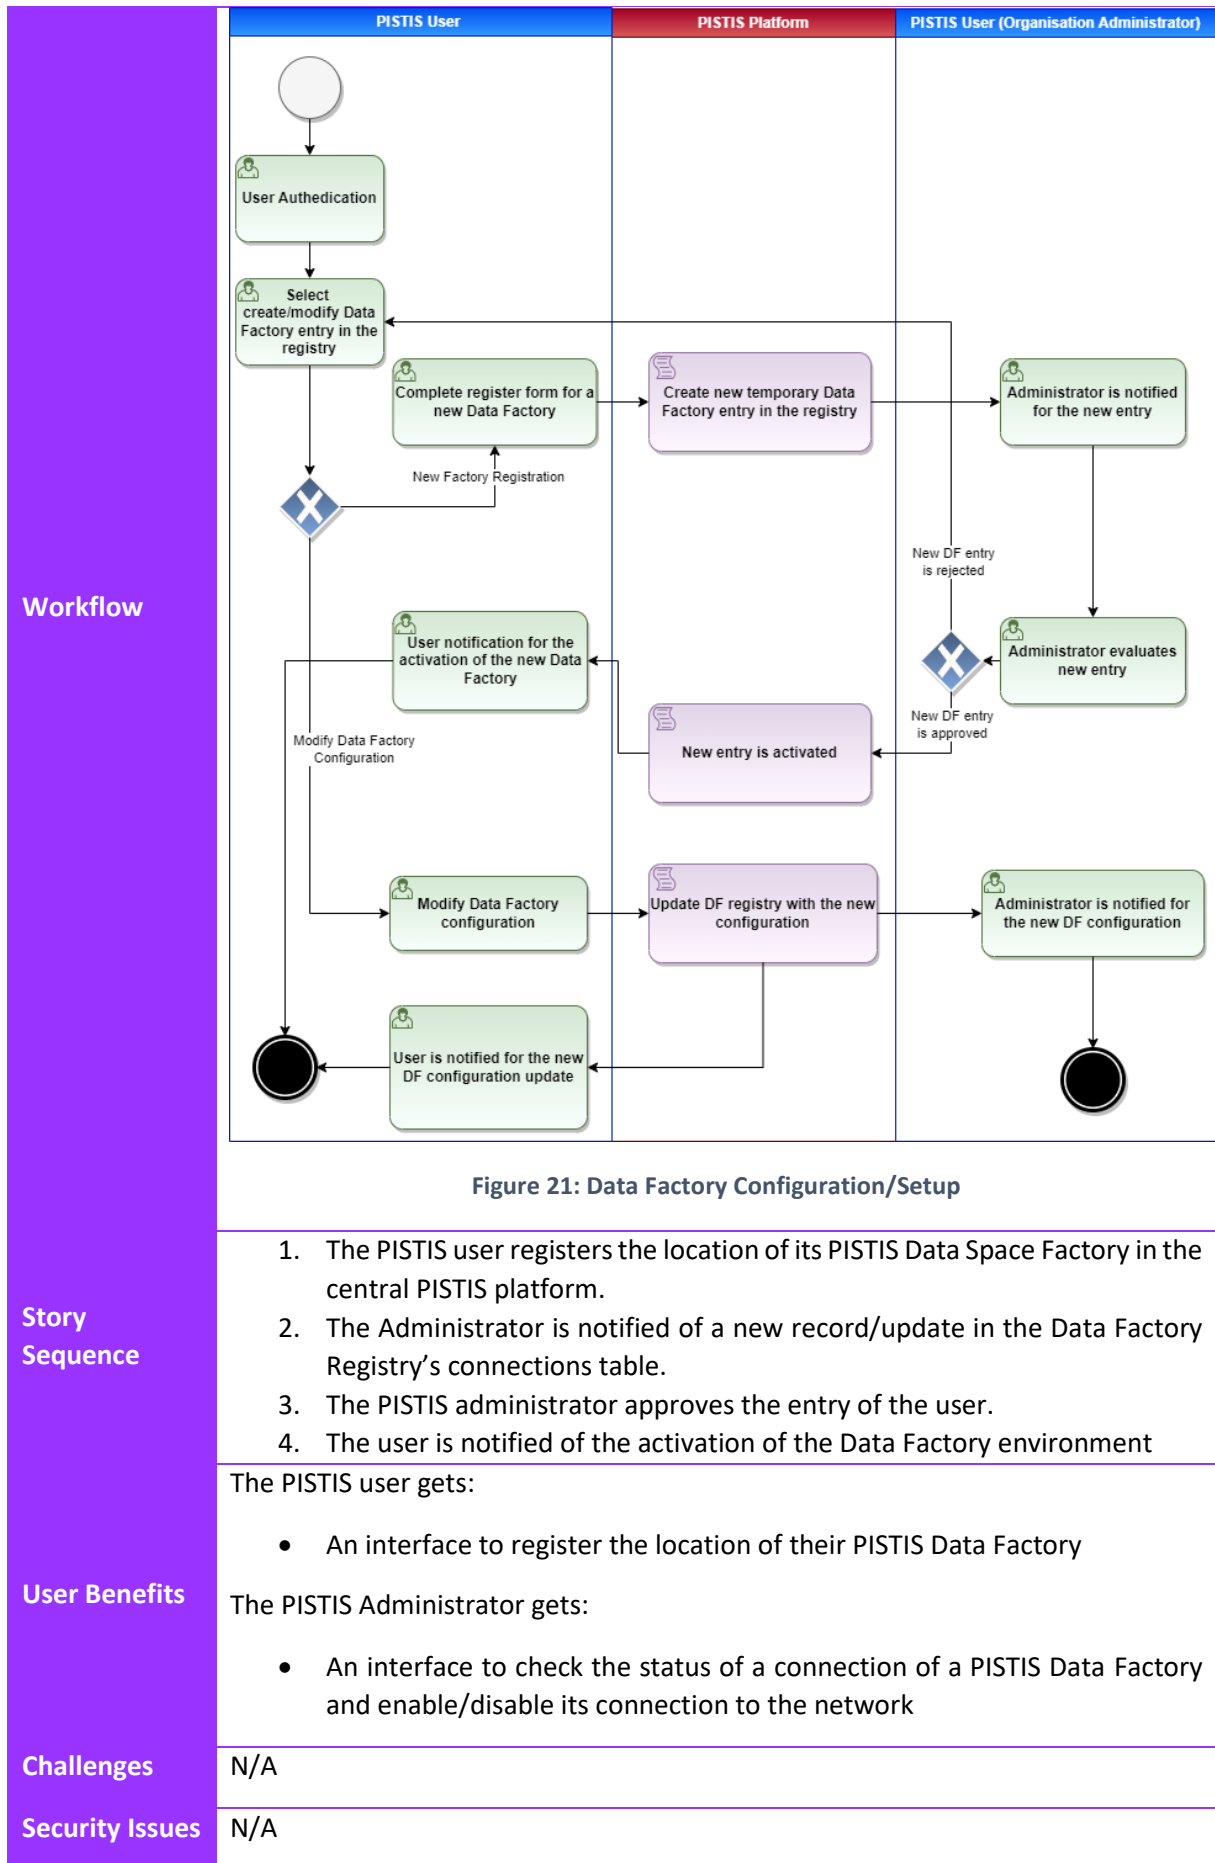 PISTIS User
PISTIS Platform
PISTIS User (Organisation Administrator)
User Authedication
Select
create/modify Data
Factory entry in the
registry
Complete register form for a
new Data Factory
Create new temporary Data
Factory entry in the registry
Administrator is notified
for the new entry
New Factory Registration
New DF entry
is rejected
Workflow
User notification for the
activation of the new Data
Factory
Administrator evaluates
new entry
New DF entry
is approved
Modify Data Factory
Configuration
New entry is activated
Modify Data Factory
configuration
Update DF registry with the new
configuration
Administrator is notified for
the new DF configuration
User is notified for the new
DF configuration update
Figure 21: Data Factory Configuration/Setup
Story
Sequence
1. The PISTIS user registers the location of its PISTIS Data Space Factory in the
central PISTIS platform.
2. The Administrator is notified of a new record/update in the Data Factory
Registry's connections table.
3. The PISTIS administrator approves the entry of the user.
4. The user is notified of the activation of the Data Factory environment
User Benefits
The PISTIS user gets:
• An interface to register the location of their PISTIS Data Factory
The PISTIS Administrator gets:
• An interface to check the status of a connection of a PISTIS Data Factory
and enable/disable its connection to the network
Challenges
N/A
Security Issues
N/A